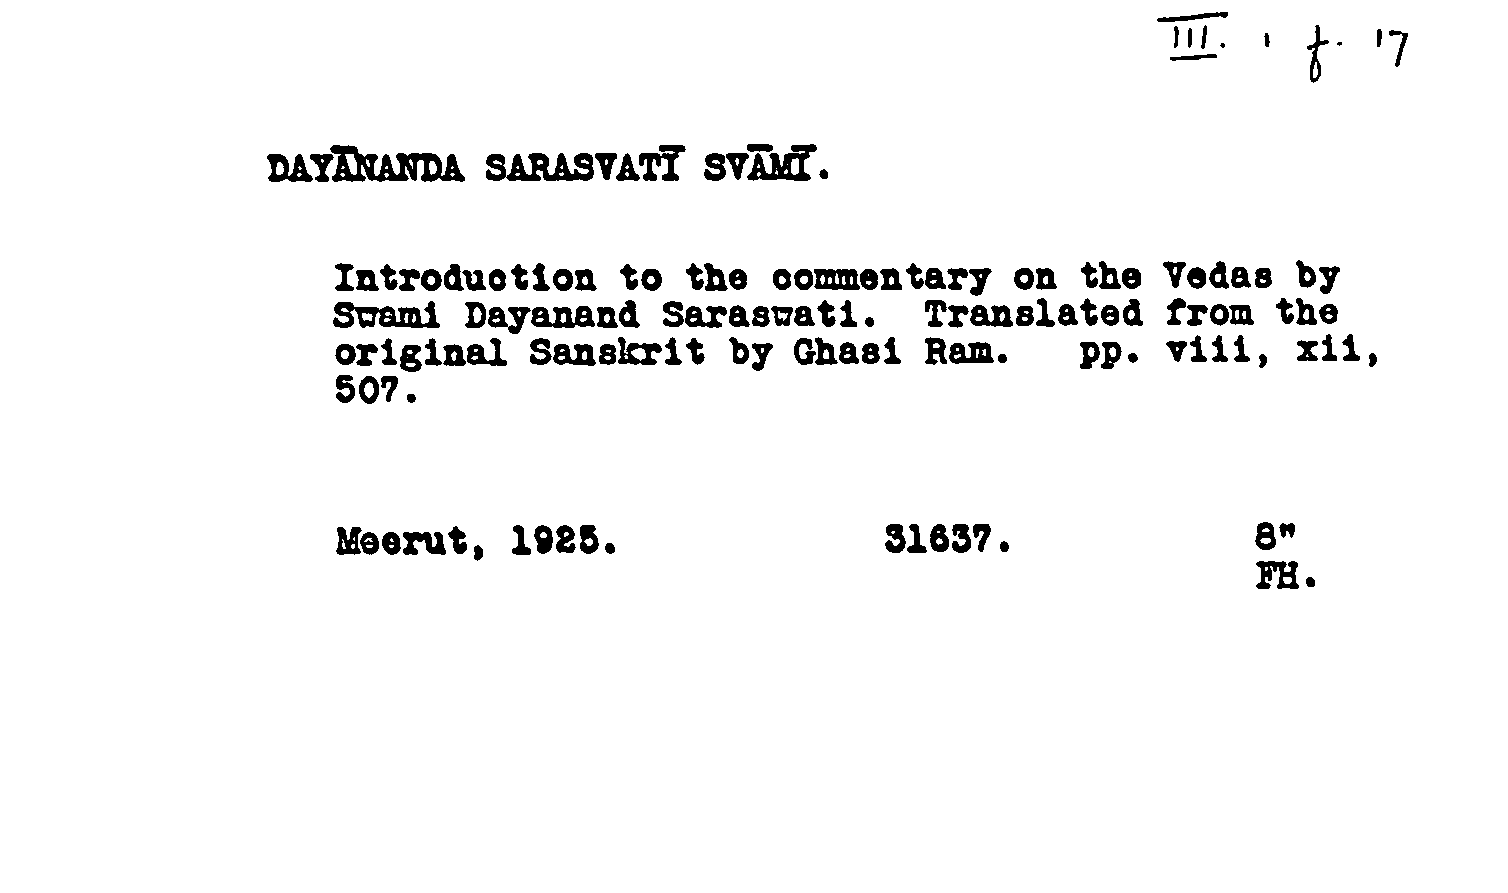 III. 1 f. 17
DAYĀNANDA SARASVATĪ SVĀMĪ.
Introduction to the commentary on the Vedas by
Swami Dayanand Saraswati. Translated from the
original Sanskrit by Ghasi Ram. pp. viii, xii,
507.
Meerut, 1925. 31637. 8"
FH.